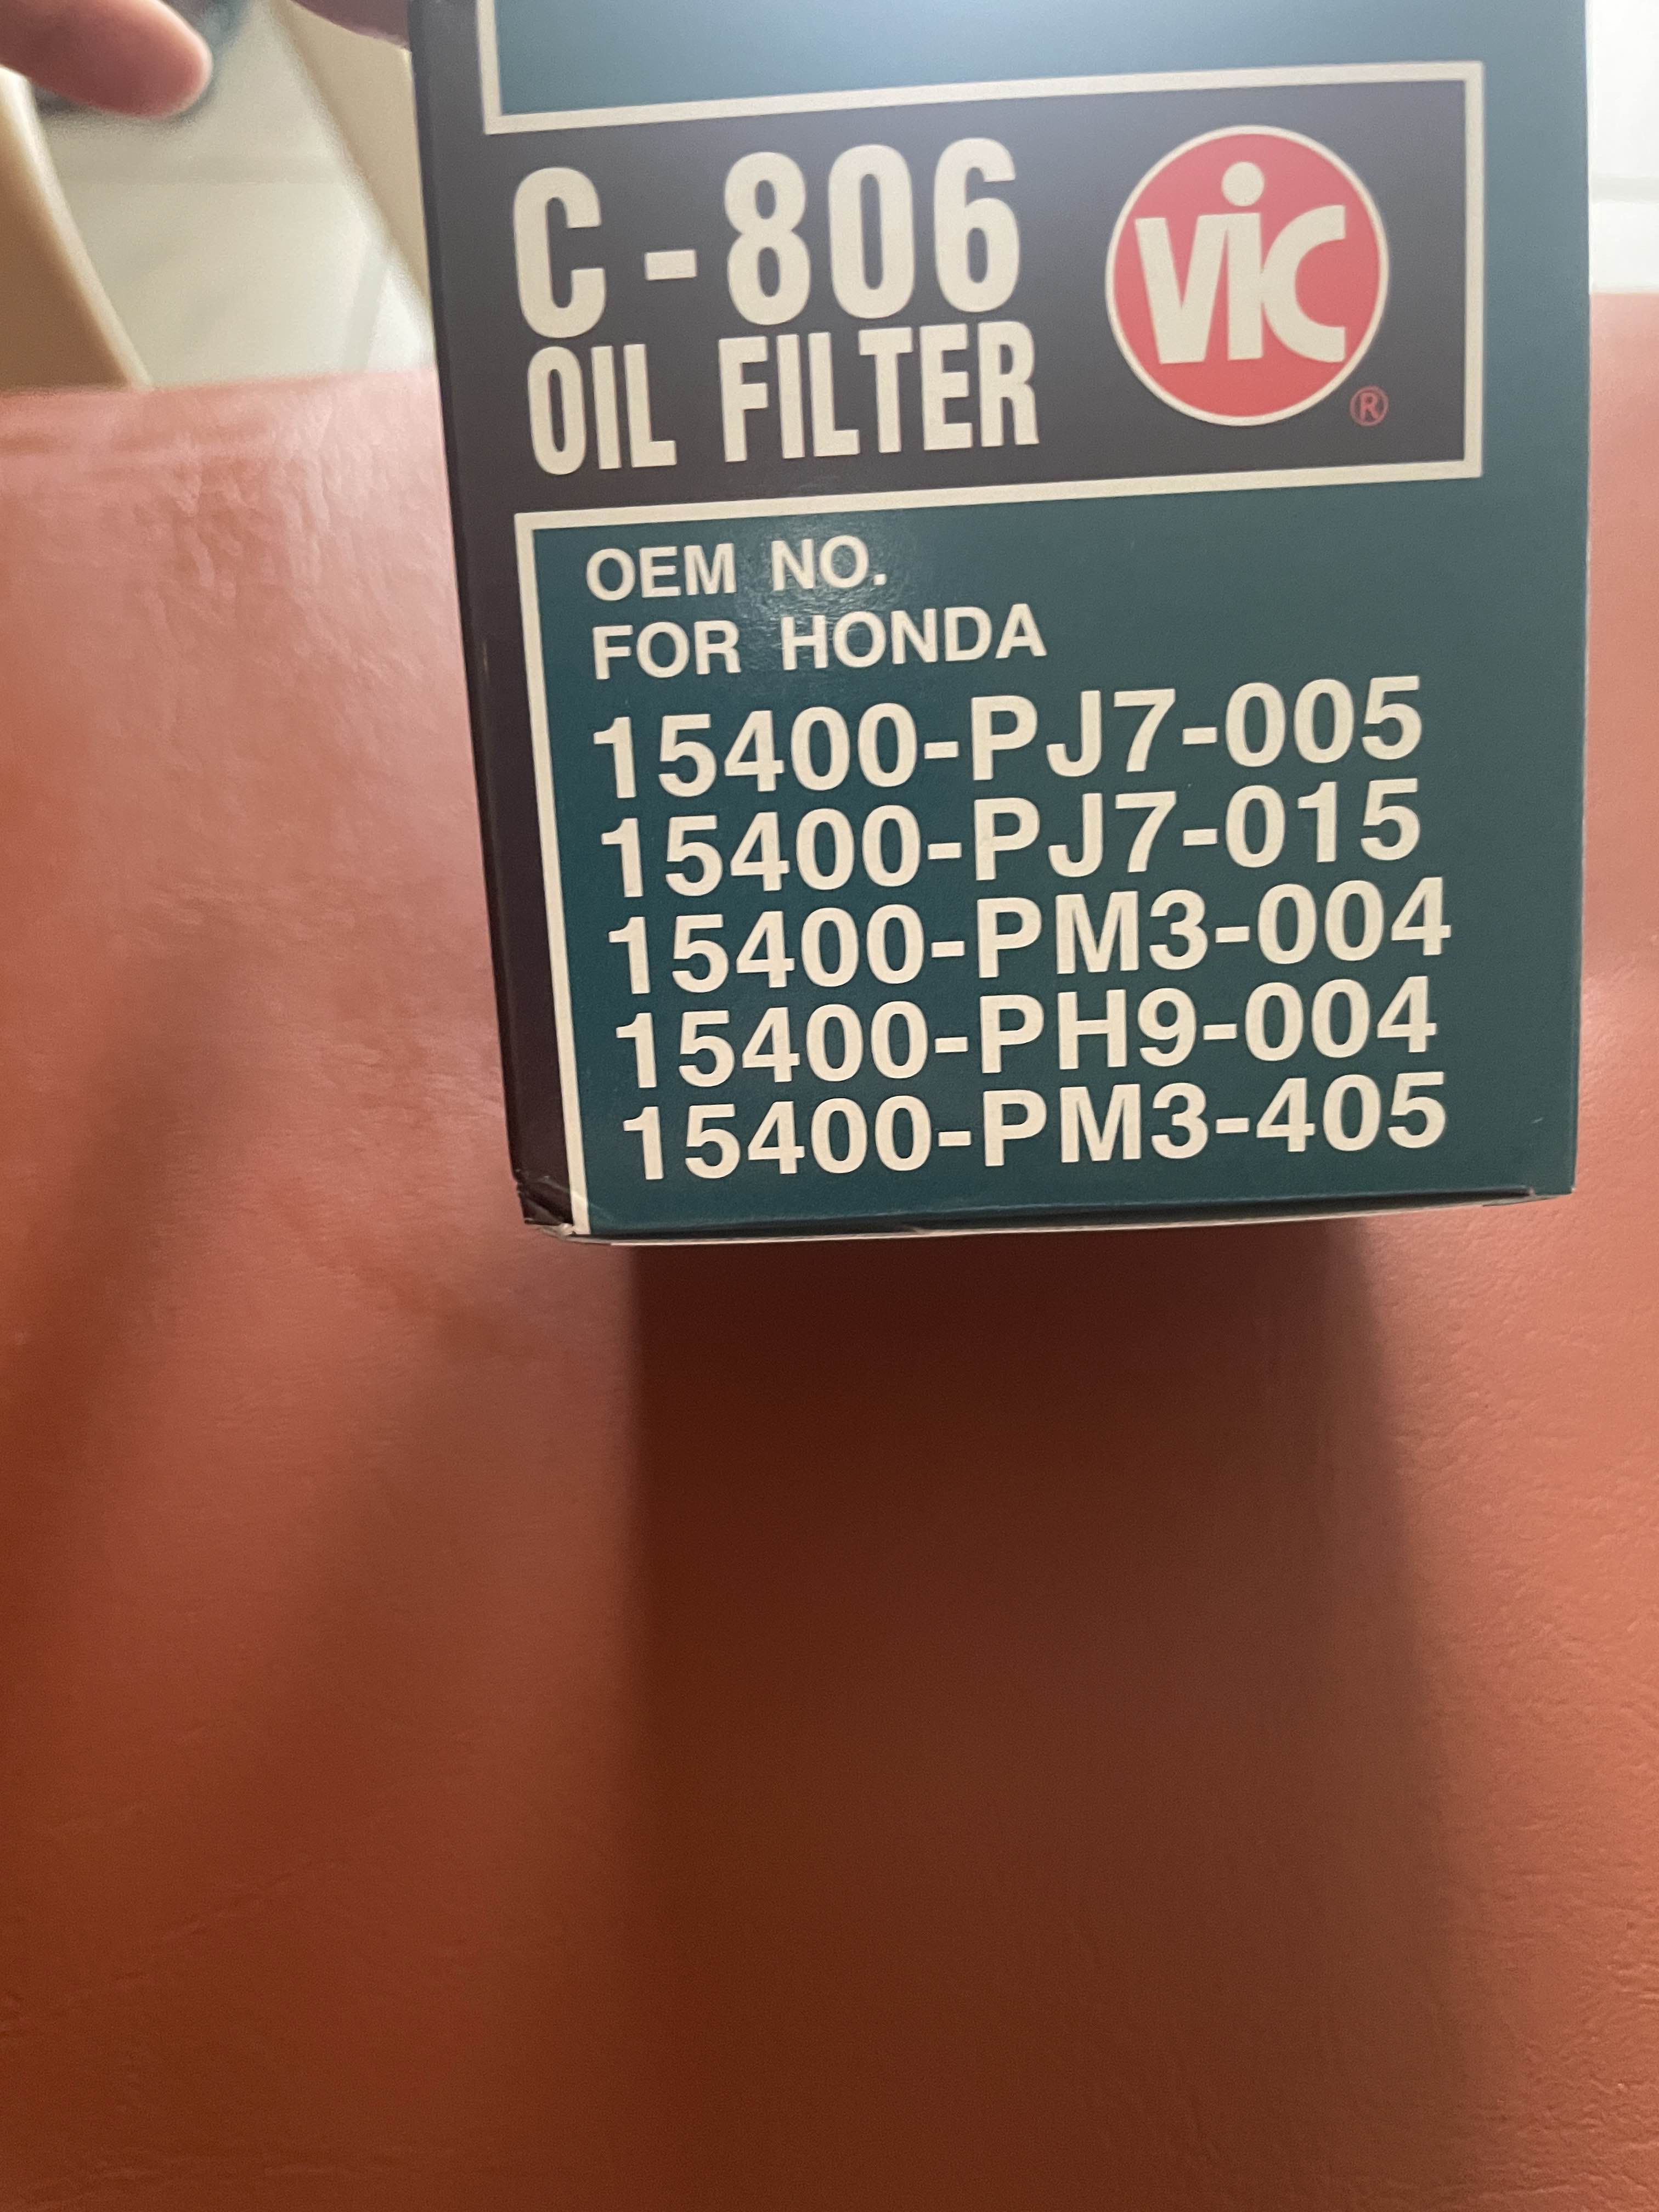 C-806
OIL FILTER
VIC
®
OEM NO.
FOR HONDA
15400-PJ7-005
15400-PJ7-015
15400-PM3-004
15400-PH9-004
15400-PM3-405